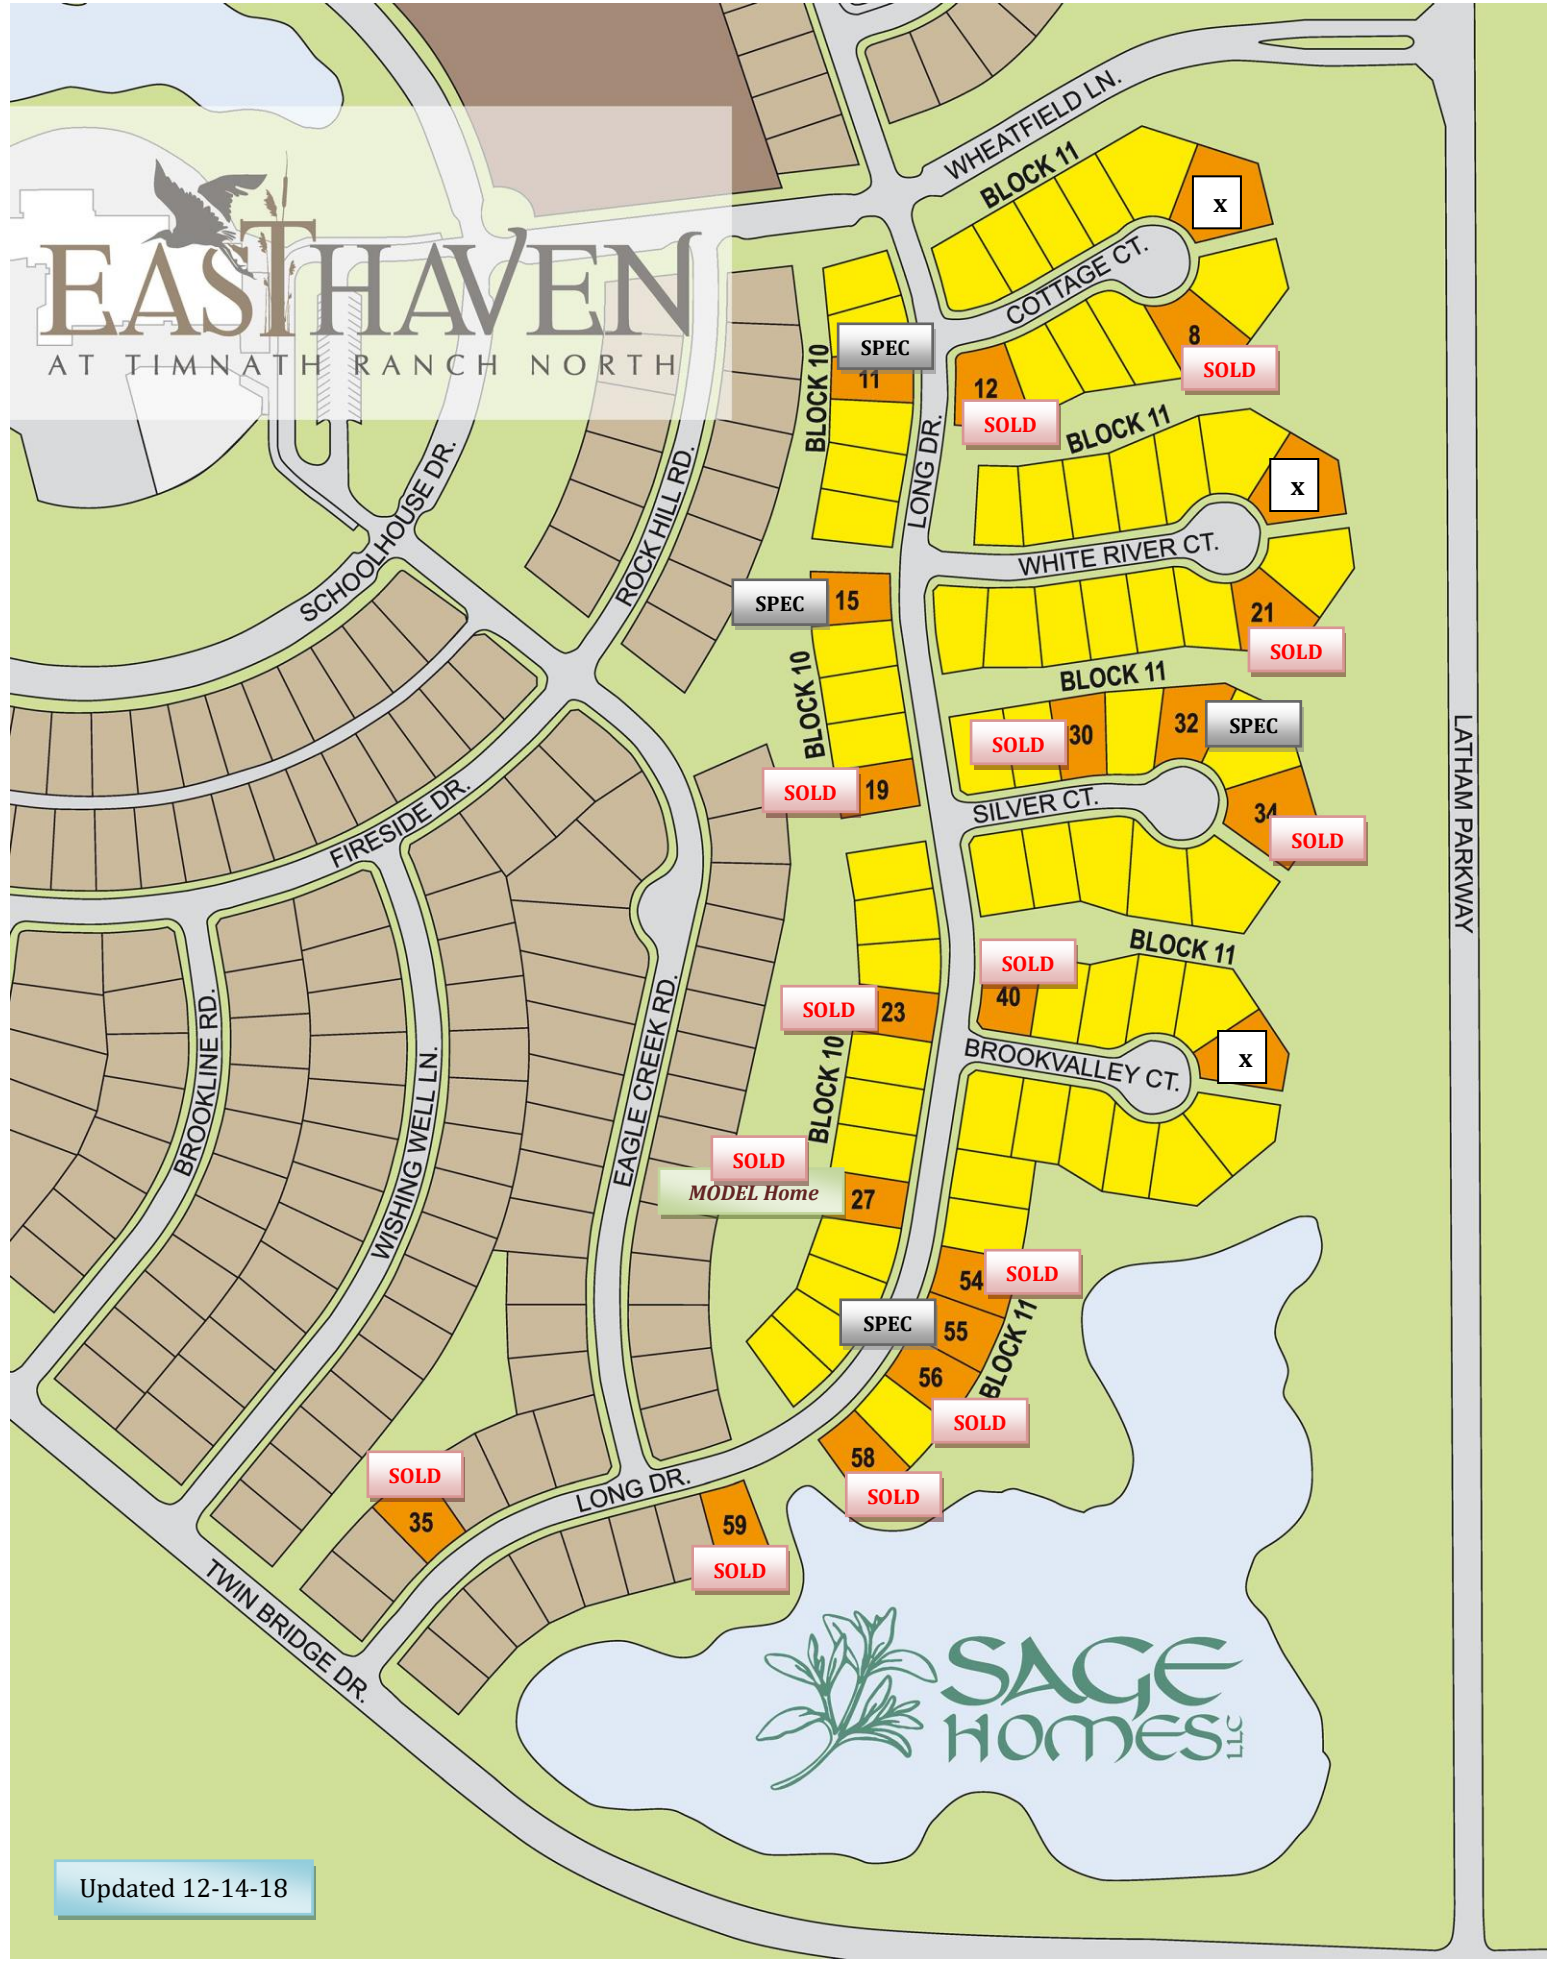 WHEATFIELD LN.
BLOCK 11
x
EASTHAVEN
AT TIMNATH RANCH NORTH
COTTAGE CT.
SPEC
11
BLOCK 10
8
SOLD
12
SOLD
BLOCK 11
LONG DR.
x
SCHOOLHOUSE DR.
ROCK HILL RD.
WHITE RIVER CT.
SPEC
15
21
SOLD
BLOCK 10
BLOCK 11
SOLD
30
32
SPEC
SOLD
19
SILVER CT.
34
SOLD
LATHAM PARKWAY
FIRESIDE DR.
BLOCK 11
SOLD
40
SOLD
23
BROOKVALLEY CT.
x
BLOCK 10
BROOKLINE RD.
WISHING WELL LN.
EAGLE CREEK RD.
SOLD
MODEL Home
27
54
SOLD
SPEC
55
BLOCK 11
56
SOLD
58
SOLD
SOLD
35
LONG DR.
59
SOLD
TWIN BRIDGE DR.
SAGE
HOMES LLC
Updated 12-14-18